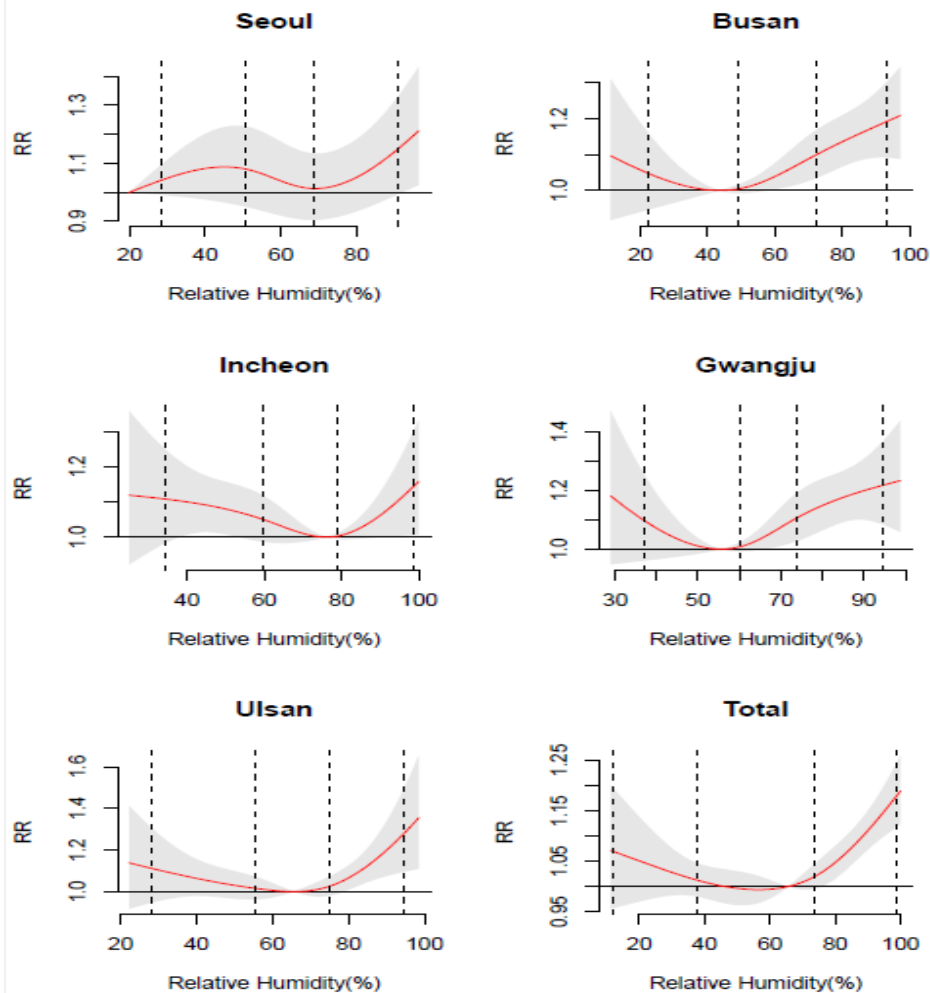 Seoul
RR
0.9 1.1 1.3
20 40 60 80
Relative Humidity(%)
Busan
RR
1.0 1.2
20 40 60 80 100
Relative Humidity(%)
Incheon
RR
1.0 1.2
40 60 80 100
Relative Humidity(%)
Gwangju
RR
1.0 1.2 1.4
30 50 70 90
Relative Humidity(%)
Ulsan
RR
1.0 1.2 1.4 1.6
20 40 60 80 100
Relative Humidity(%)
Total
RR
0.95 1.05 1.15 1.25
20 40 60 80 100
Relative Humidity(%)